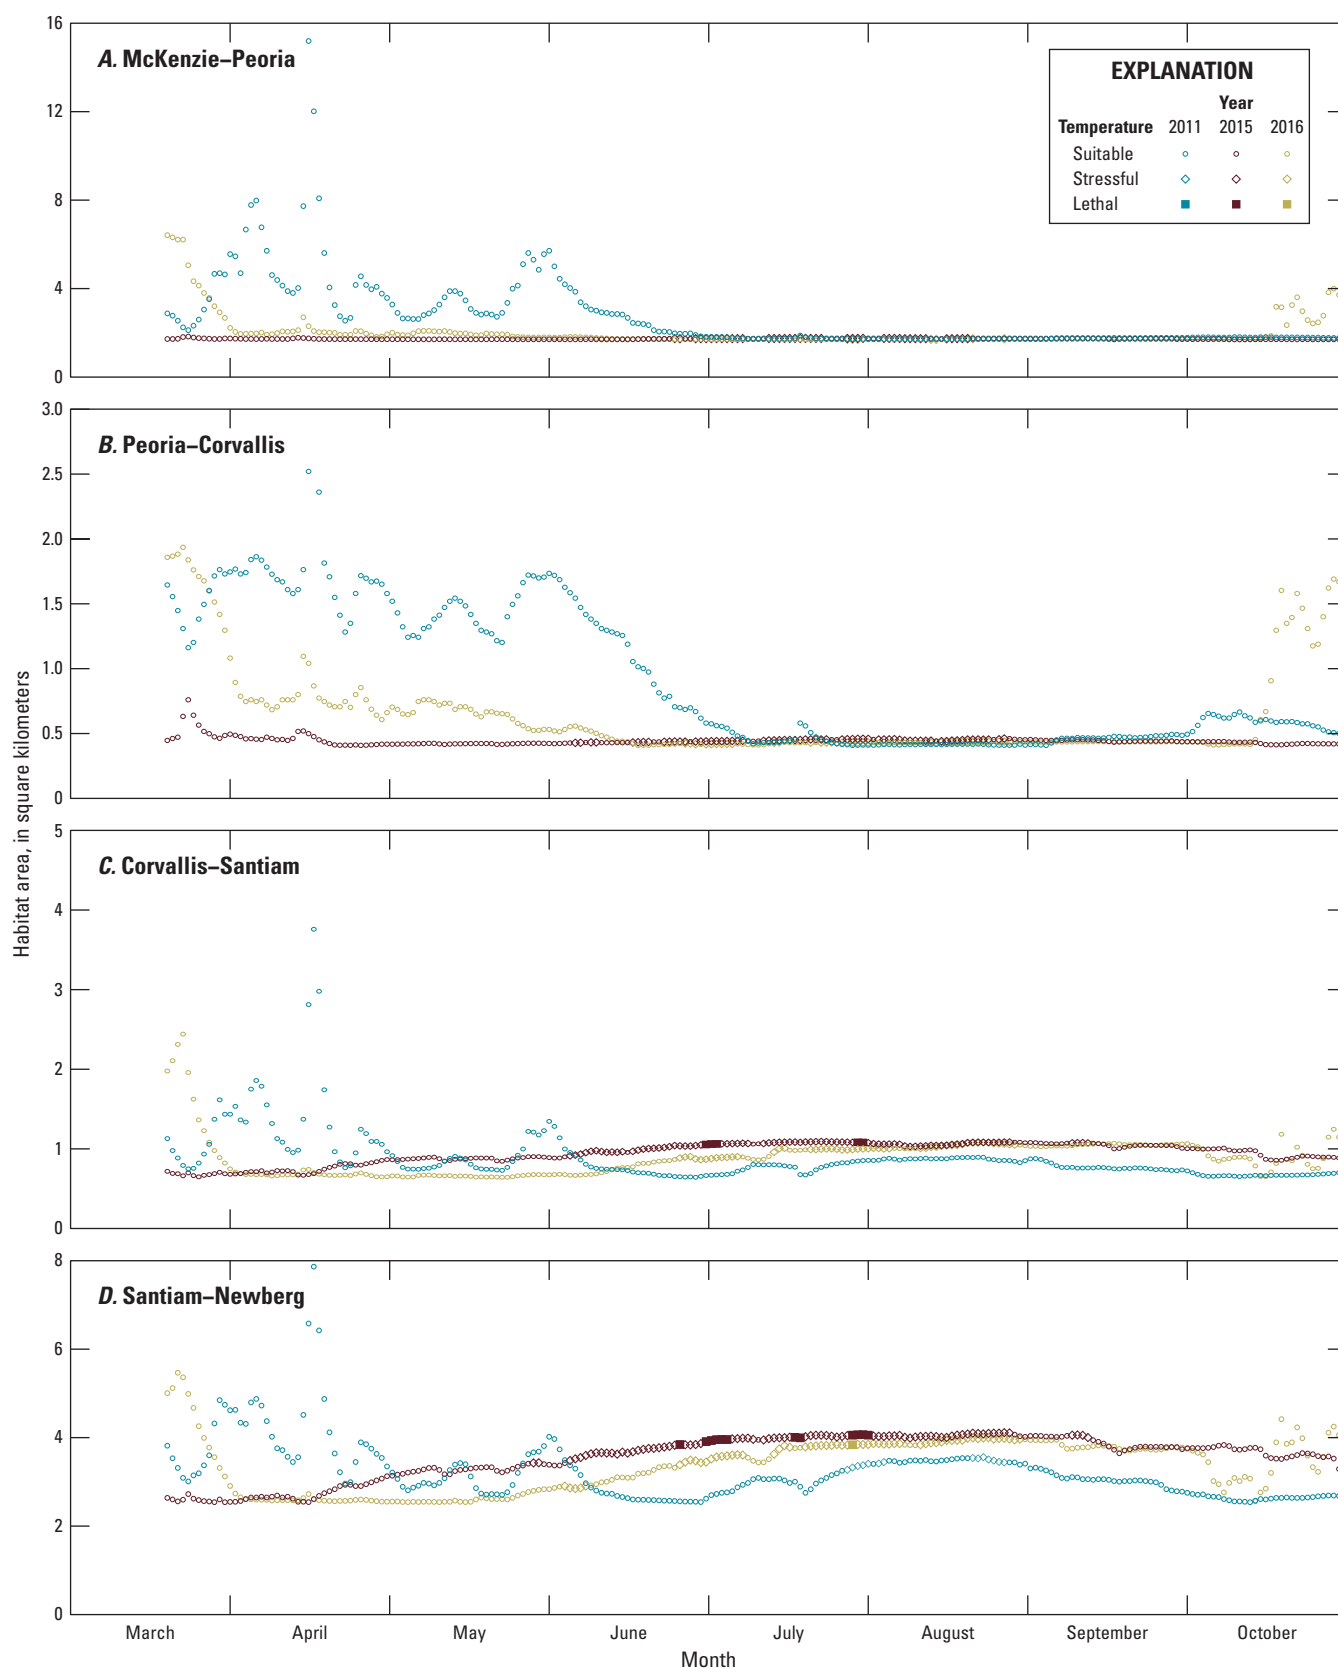 Habitat area, in square kilometers
A. McKenzie–Peoria
16
12
8
4
0
EXPLANATION
Year
Temperature 2011 2015 2016
Suitable
Stressful
Lethal
B. Peoria–Corvallis
3.0
2.5
2.0
1.5
1.0
0.5
0
C. Corvallis–Santiam
5
4
3
2
1
0
D. Santiam–Newberg
8
6
4
2
0
March April May June July August September October
Month